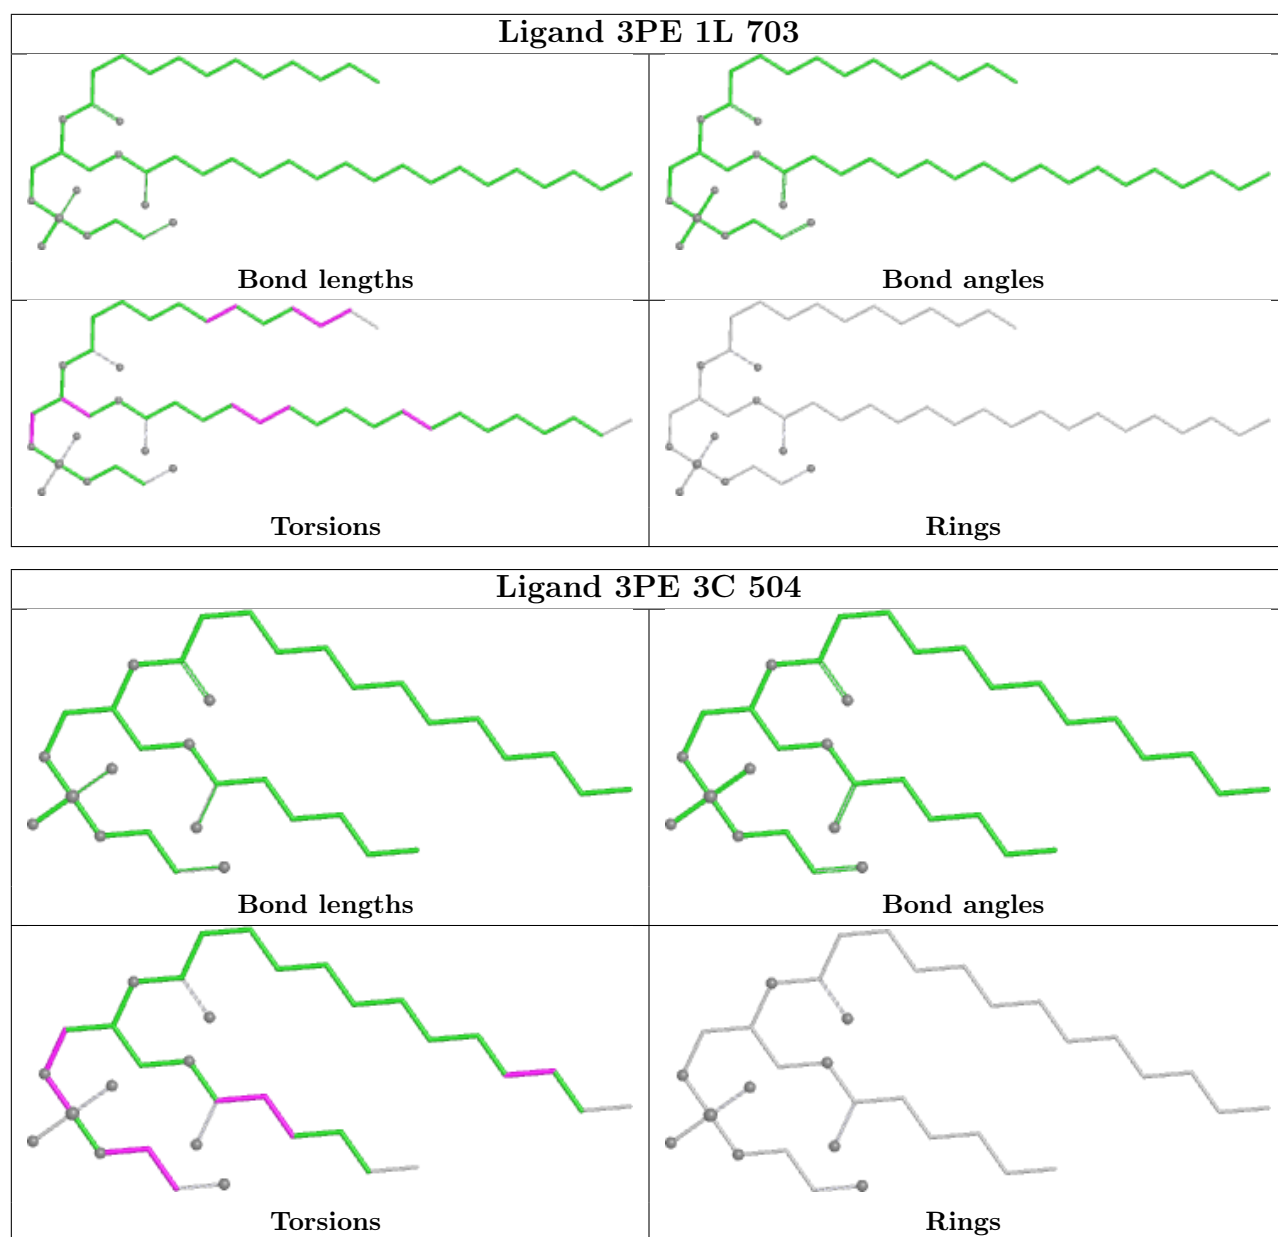 Ligand 3PE 1L 703
Bond lengths
Bond angles
Torsions
Rings
Ligand 3PE 3C 504
Bond lengths
Bond angles
Torsions
Rings